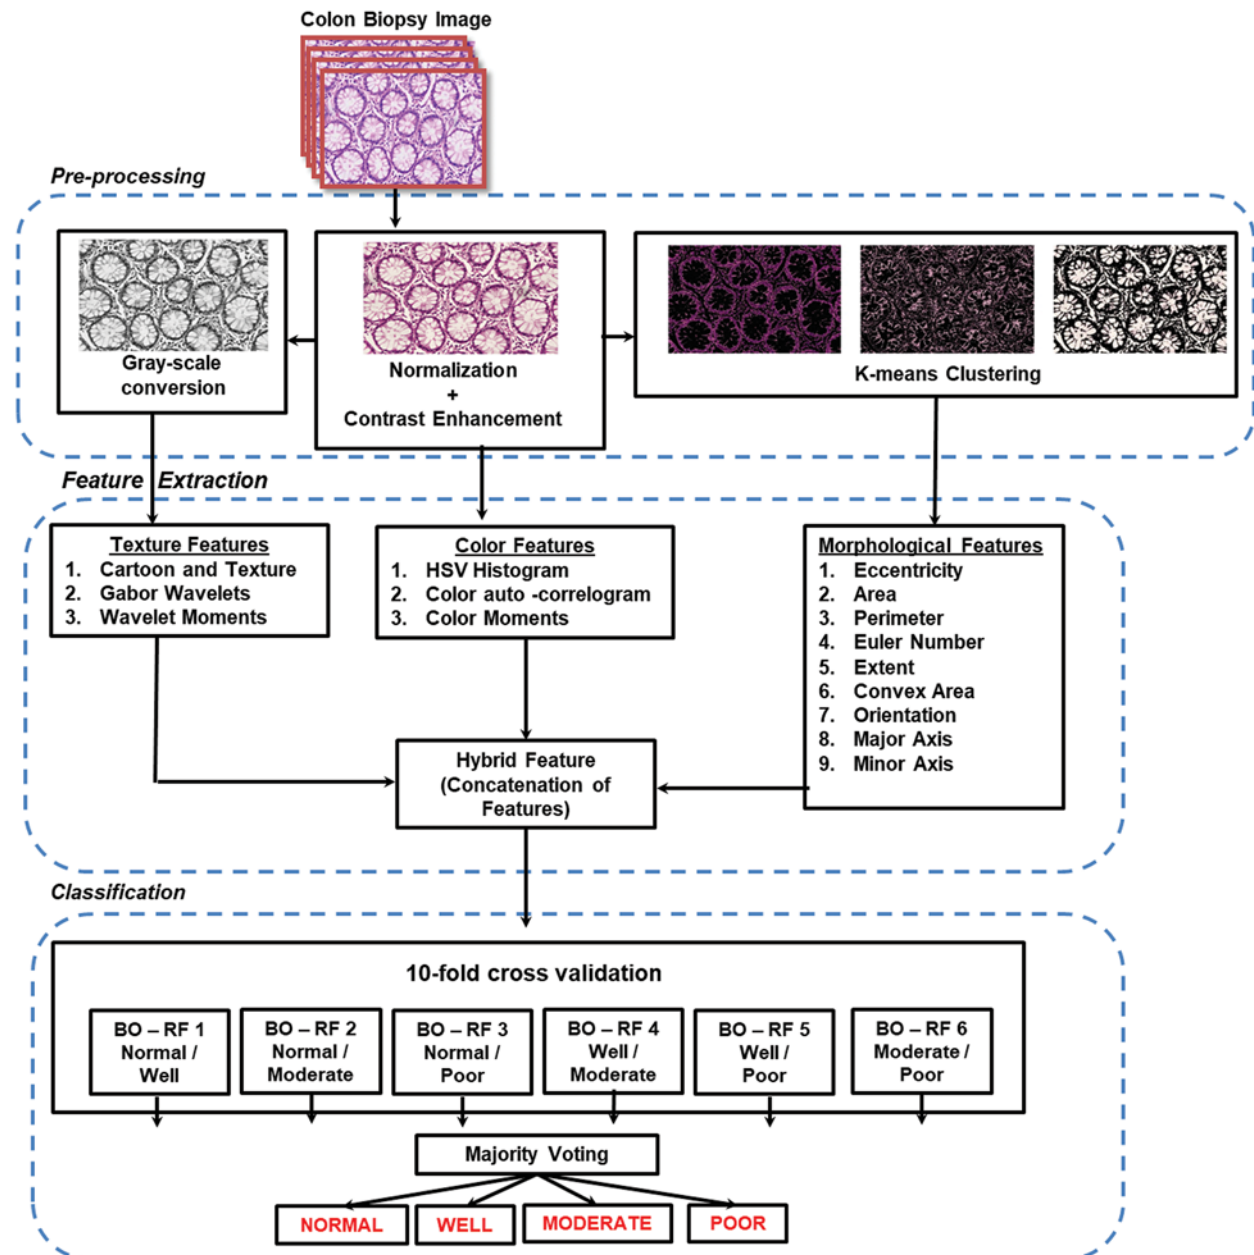 Colon Biopsy Image
Pre-processing
Gray-scale
conversion
Normalization
+
Contrast Enhancement
K-means Clustering
Feature Extraction
Texture Features
1. Cartoon and Texture
2. Gabor Wavelets
3. Wavelet Moments
Color Features
1. HSV Histogram
2. Color auto -correlogram
3. Color Moments
Morphological Features
1. Eccentricity
2. Area
3. Perimeter
4. Euler Number
5. Extent
6. Convex Area
7. Orientation
8. Major Axis
9. Minor Axis
Hybrid Feature
(Concatenation of
Features)
Classification
10-fold cross validation
BO – RF 1
Normal /
Well
BO – RF 2
Normal /
Moderate
BO – RF 3
Normal /
Poor
BO – RF 4
Well /
Moderate
BO – RF 5
Well /
Poor
BO – RF 6
Moderate /
Poor
Majority Voting
NORMAL
WELL
MODERATE
POOR